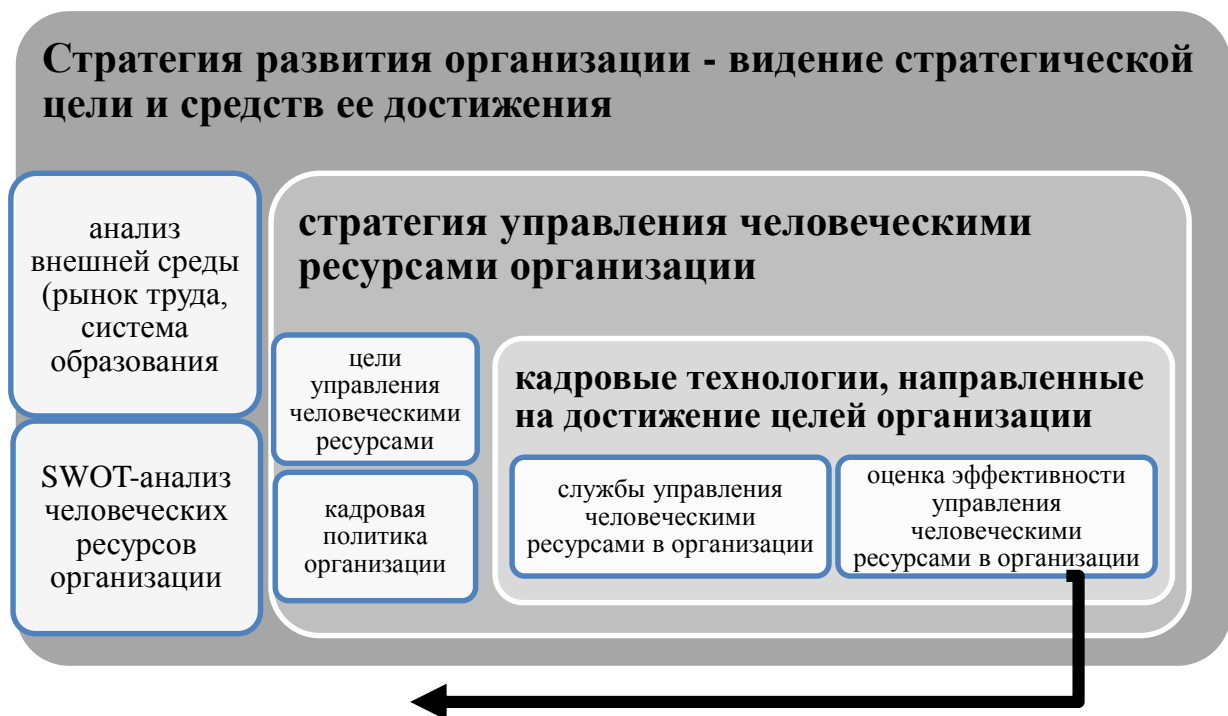 Стратегия развития организации - видение стратегической
цели и средств ее достижения
анализ
внешней среды
(рынок труда,
система
образования
SWOT-анализ
человеческих
ресурсов
организации
стратегия управления человеческими
ресурсами организации
цели
управления
человеческими
ресурсами
кадровая
политика
организации
кадровые технологии, направленные
на достижение целей организации
службы управления
человеческими
ресурсами в организации
оценка эффективности
управления
человеческими
ресурсами в организации